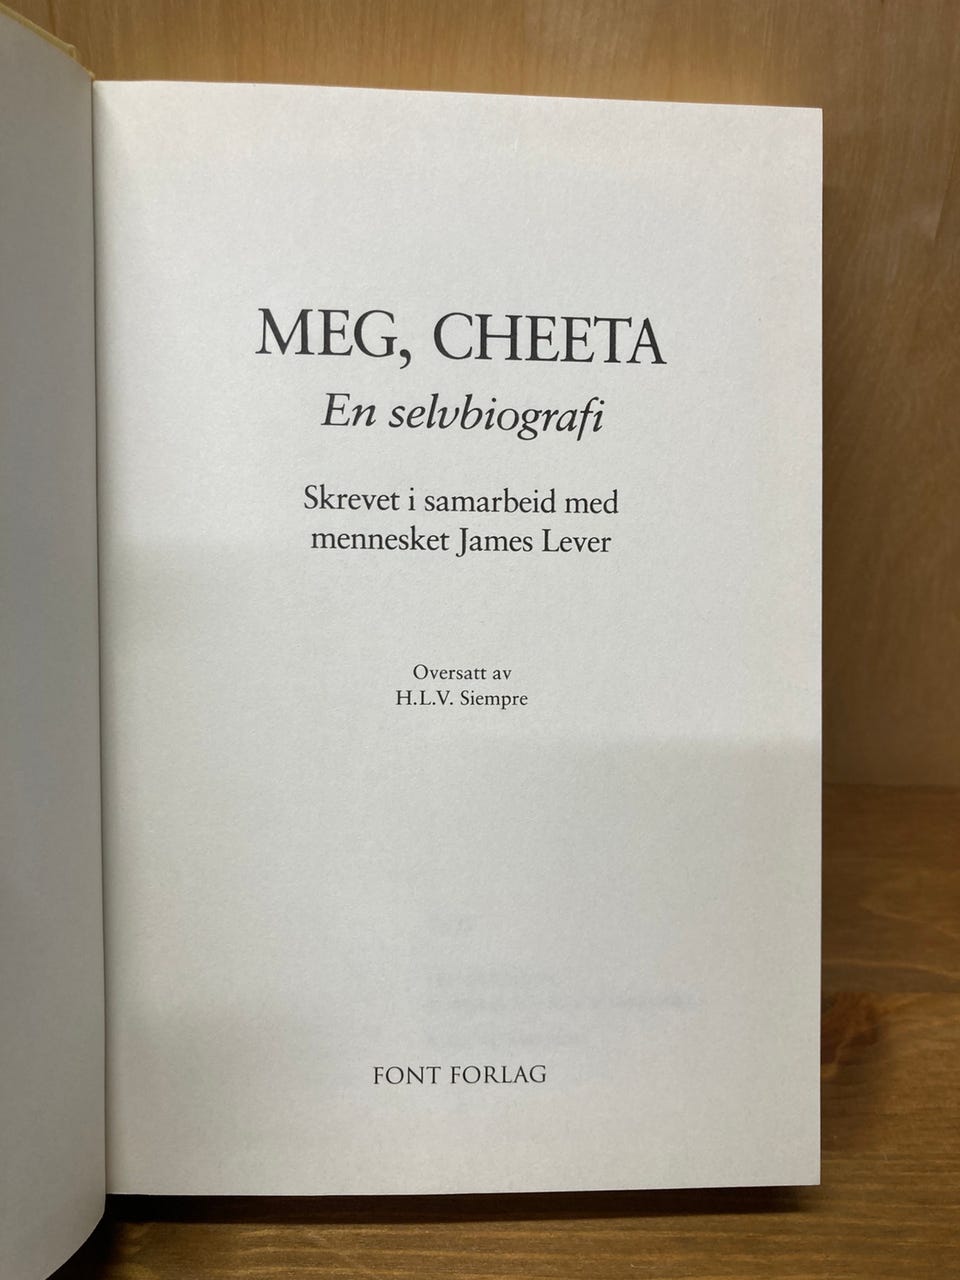 MEG, CHEETA
En selvbiografi
Skrevet i samarbeid med
mennesket James Lever
Oversatt av
H.L.V. Siempre
FONT FORLAG